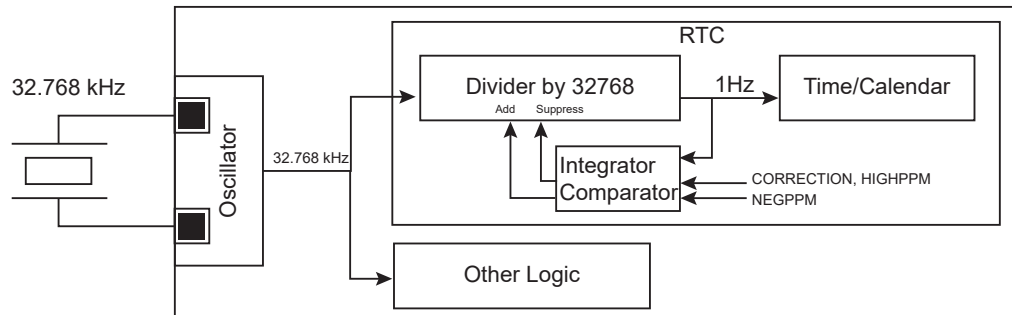 RTC
32.768 kHz
Divider by 32768
Add Suppress
1Hz
Time/Calendar
Oscillator
32.768 kHz
Integrator
Comparator
CORRECTION, HIGHPPM
NEGPPM
Other Logic